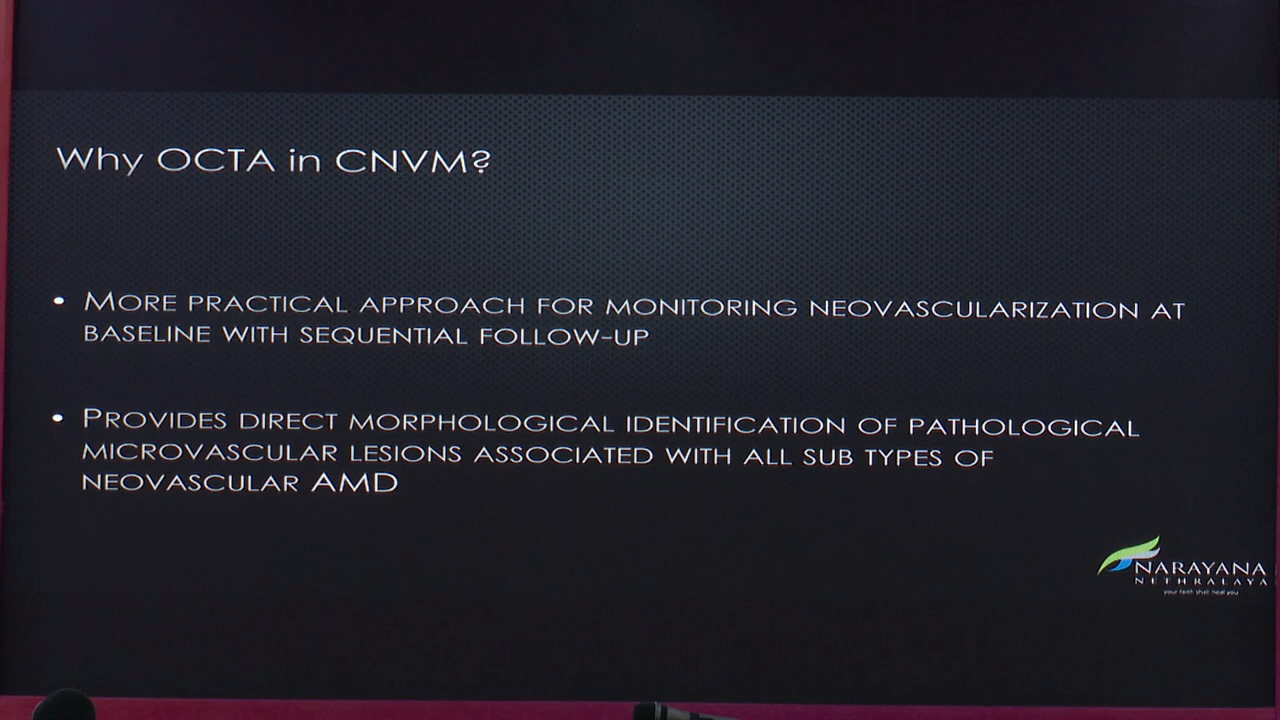 Why OCTA in CNVM?
• MORE PRACTICAL APPROACH FOR MONITORING NEOVASCULARIZATION AT
BASELINE WITH SEQUENTIAL FOLLOW-UP
• PROVIDES DIRECT MORPHOLOGICAL IDENTIFICATION OF PATHOLOGICAL
MICROVASCULAR LESIONS ASSOCIATED WITH ALL SUB TYPES OF
NEOVASCULAR AMD
NARAYANA
NETHRALAYA
your faith shall heal you